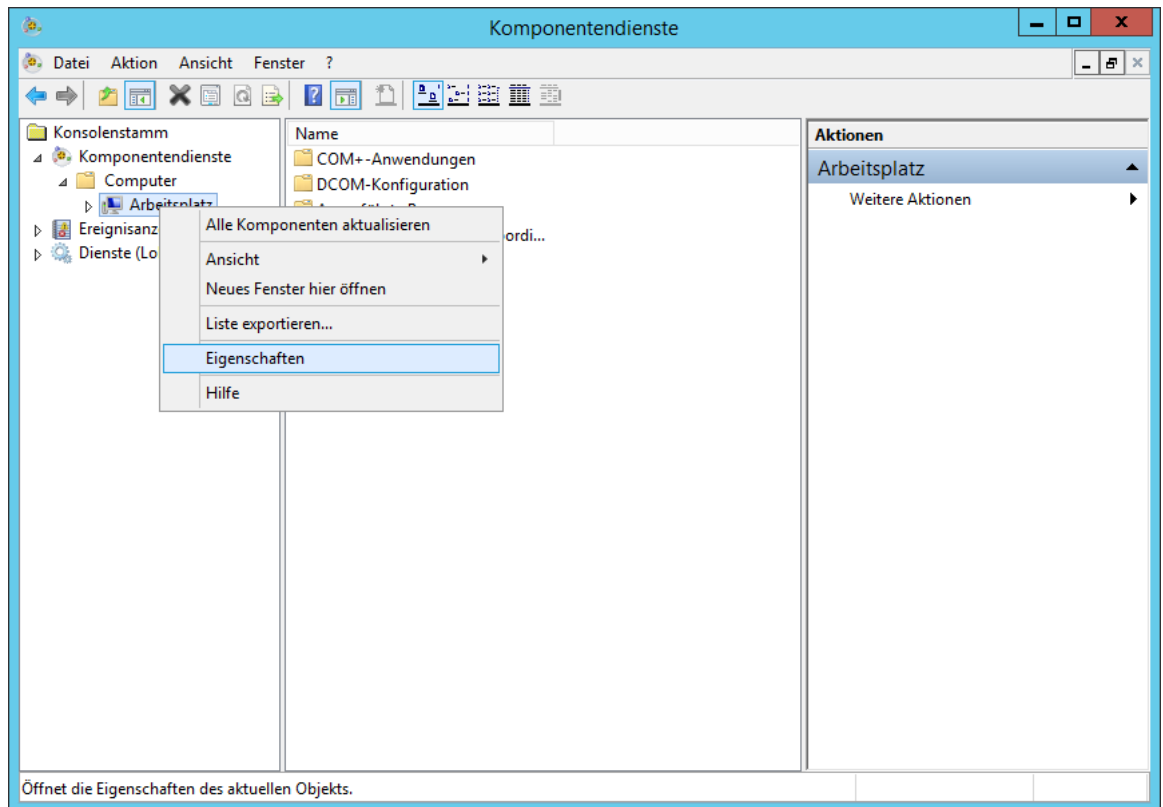 Komponentendienste
Datei Aktion Ansicht Fenster ?
Konsolenstamm
Komponentendienste
Computer
Arbeitsplatz
Ereignisanz
Dienste (Lo
Name
COM+-Anwendungen
DCOM-Konfiguration
ordi...
Alle Komponenten aktualisieren
Ansicht
Neues Fenster hier öffnen
Liste exportieren...
Eigenschaften
Hilfe
Aktionen
Arbeitsplatz
Weitere Aktionen
Öffnet die Eigenschaften des aktuellen Objekts.